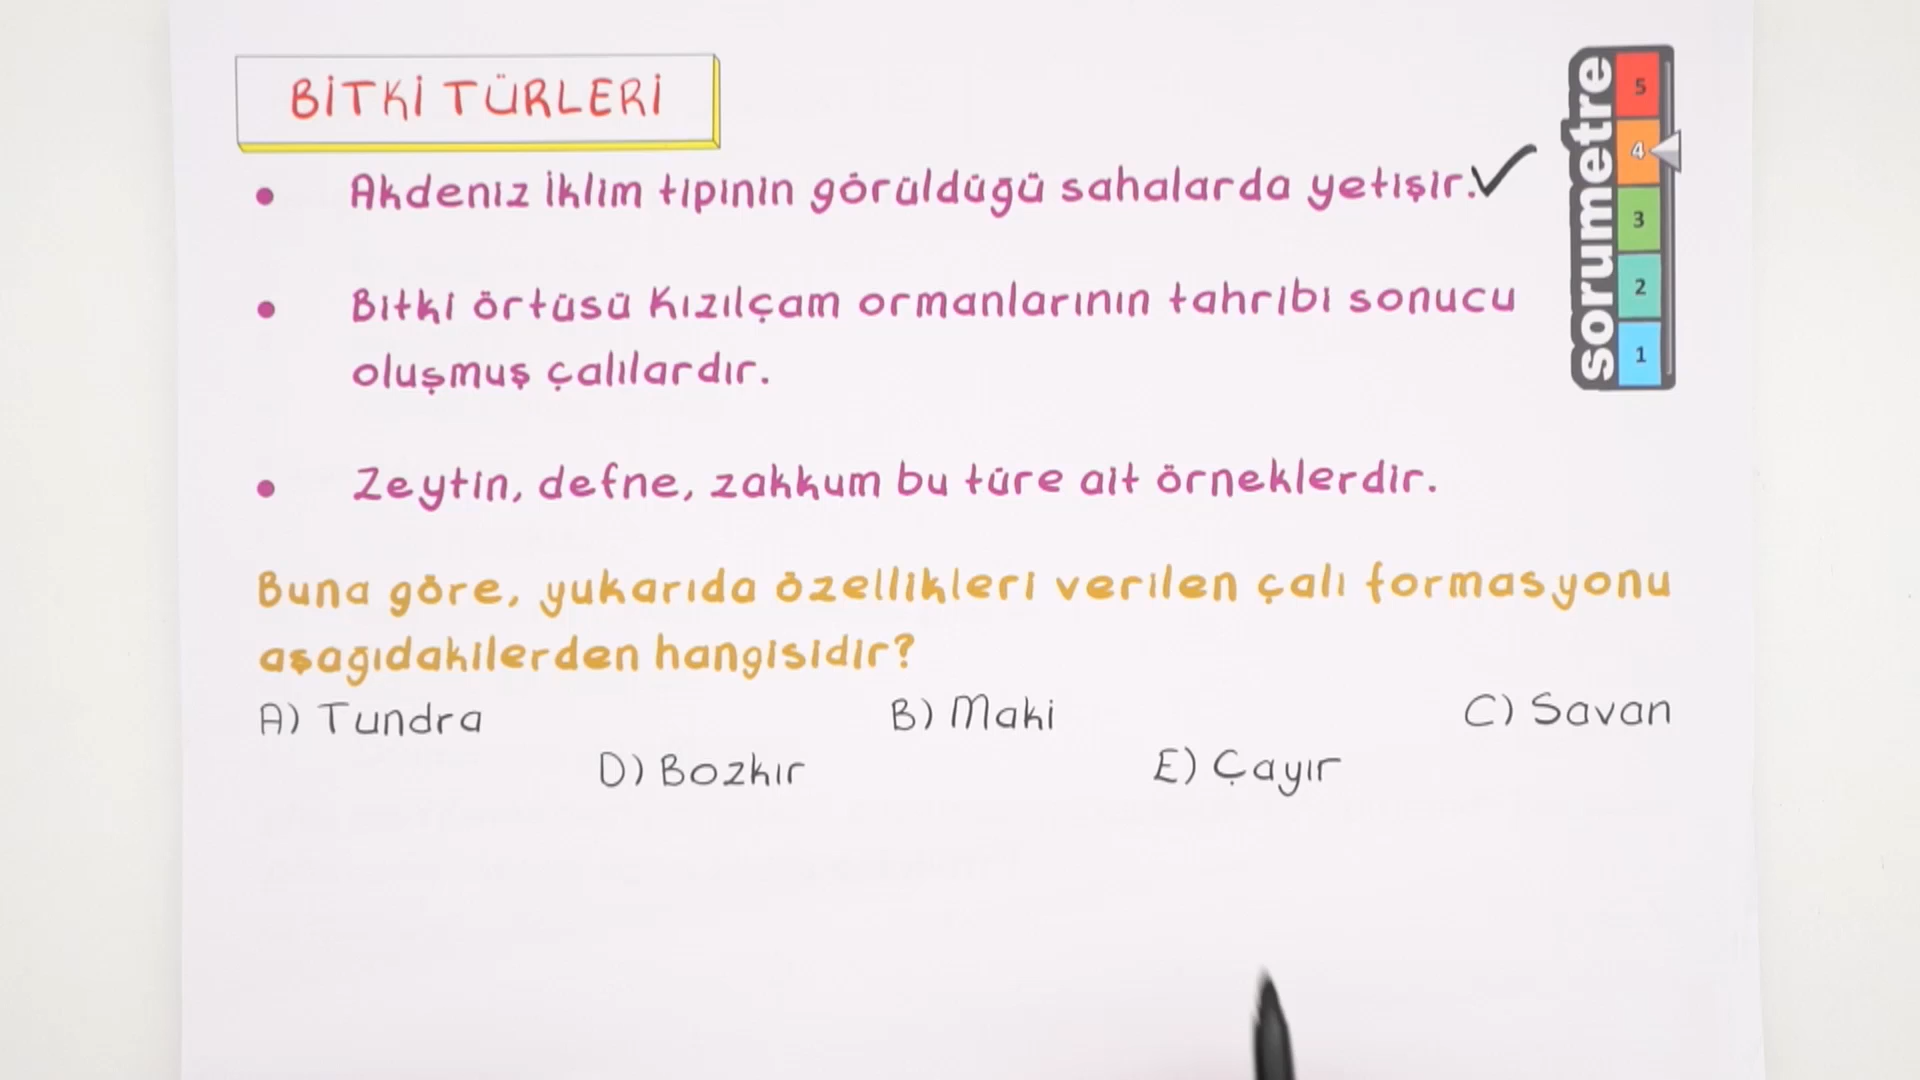 BİTKİ TÜRLERİ
• Akdeniz İklim tipinin görüldüğü sahalarda yetişir.
• Bitki örtüsü Kızılçam ormanlarının tahribi sonucu
oluşmuş çalılardır.
• Zeytin, defne, zakkum bu türe ait örneklerdir.
Buna göre, yukarıda özellikleri verilen çalı formasyonu
aşağıdakilerden hangisidir?
A) Tundra B) Maki C) Savan
D) Bozkır E) Çayır
sorumetre
5
4
3
2
1